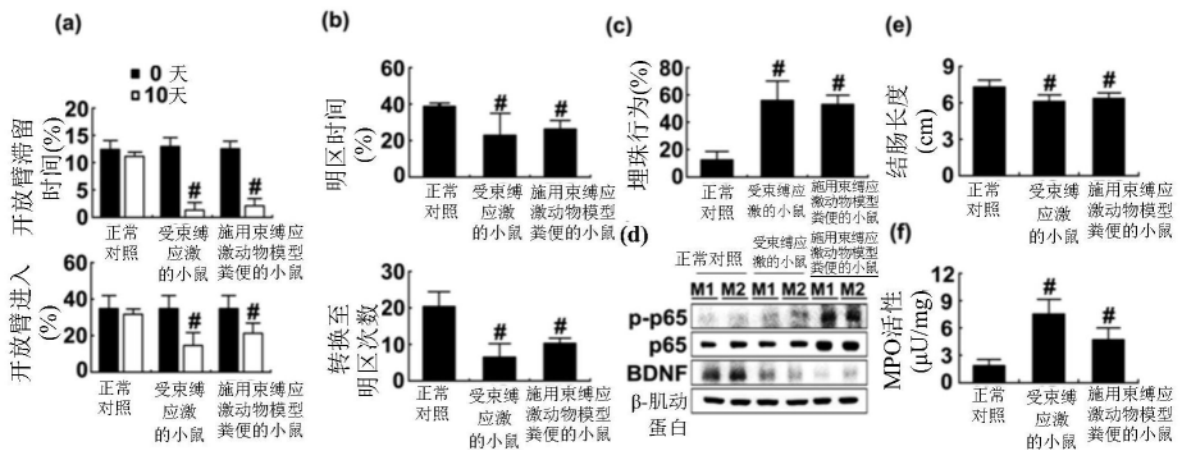 (a)
0 天
10天
开放臂滞留
时间(%)
20
15
10
5
0
#
#
正常
对照
受束缚
应激
的小鼠
施用束缚应
激动物模型
粪便的小鼠
开放臂进入
(%)
60
40
20
0
#
#
正常
对照
受束缚
应激
的小鼠
施用束缚应
激动物模型
粪便的小鼠
(b)
明区时间
(%)
60
40
20
0
#
#
正常
对照
受束缚
应激
的小鼠
施用束缚应
激动物模型
粪便的小鼠
转换至
明区次数
30
20
10
0
#
#
正常
对照
受束缚
应激
的小鼠
施用束缚应
激动物模型
粪便的小鼠
(c)
埋珠行为(%)
80
60
40
20
0
#
#
正常
对照
受束缚应
激的小鼠
施用束缚应
激动物模型
粪便的小鼠
(d)
正常对照
受束缚应
激的小鼠
施用束缚应
激动物模型
粪便的小鼠
M1 M2 M1 M2 M1 M2
p-p65
p65
BDNF
β-肌动
蛋白
(e)
结肠长度
(cm)
9
6
3
0
#
#
正常
对照
受束缚
应激
的小鼠
施用束缚应
激动物模型
粪便的小鼠
(f)
MPO活性
(μU/mg)
12
9
6
3
0
#
#
正常
对照
受束缚
应激
的小鼠
施用束缚应
激动物模型
粪便的小鼠